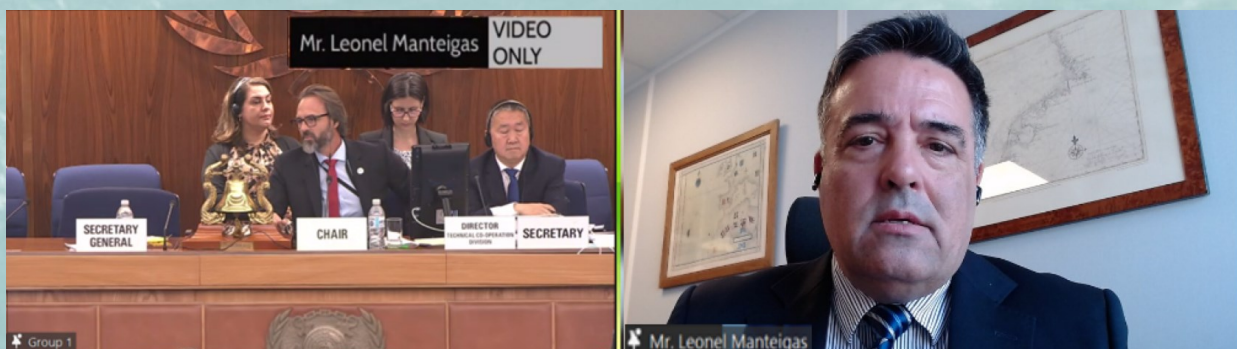 Mr. Leonel Manteigas
VIDEO
ONLY
SECRETARY
GENERAL
CHAIR
DIRECTOR
TECHNICAL CO-OPERATION
DIVISION
SECRETARY
Group 1
Mr. Leonel Manteigas